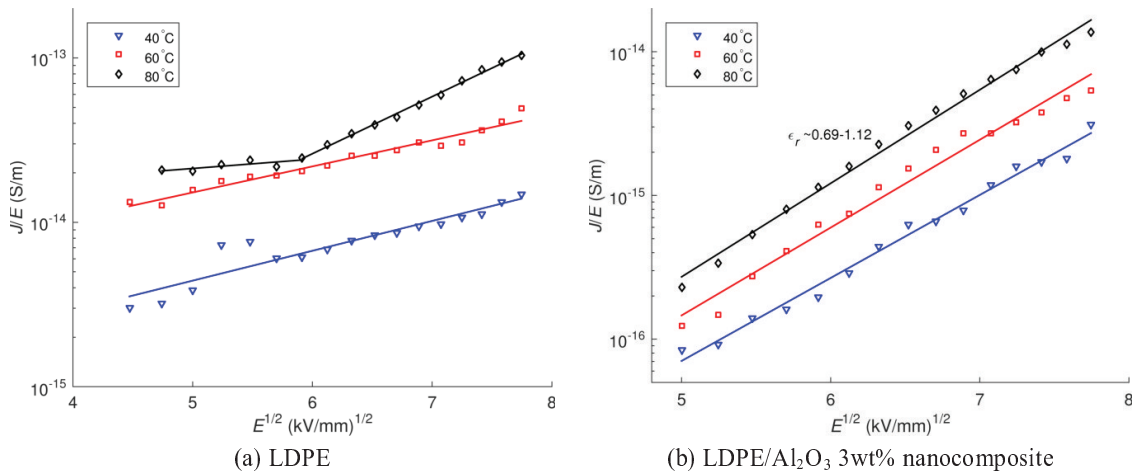 40°C
60°C
80°C
10⁻¹³
10⁻¹⁴
10⁻¹⁵
J/E (S/m)
4 5 6 7 8
E^1/2 (kV/mm)^1/2
(a) LDPE
40°C
60°C
80°C
ϵr~0.69-1.12
10⁻¹⁴
10⁻¹⁵
10⁻¹⁶
J/E (S/m)
5 6 7 8
E^1/2 (kV/mm)^1/2
(b) LDPE/Al₂O₃ 3wt% nanocomposite